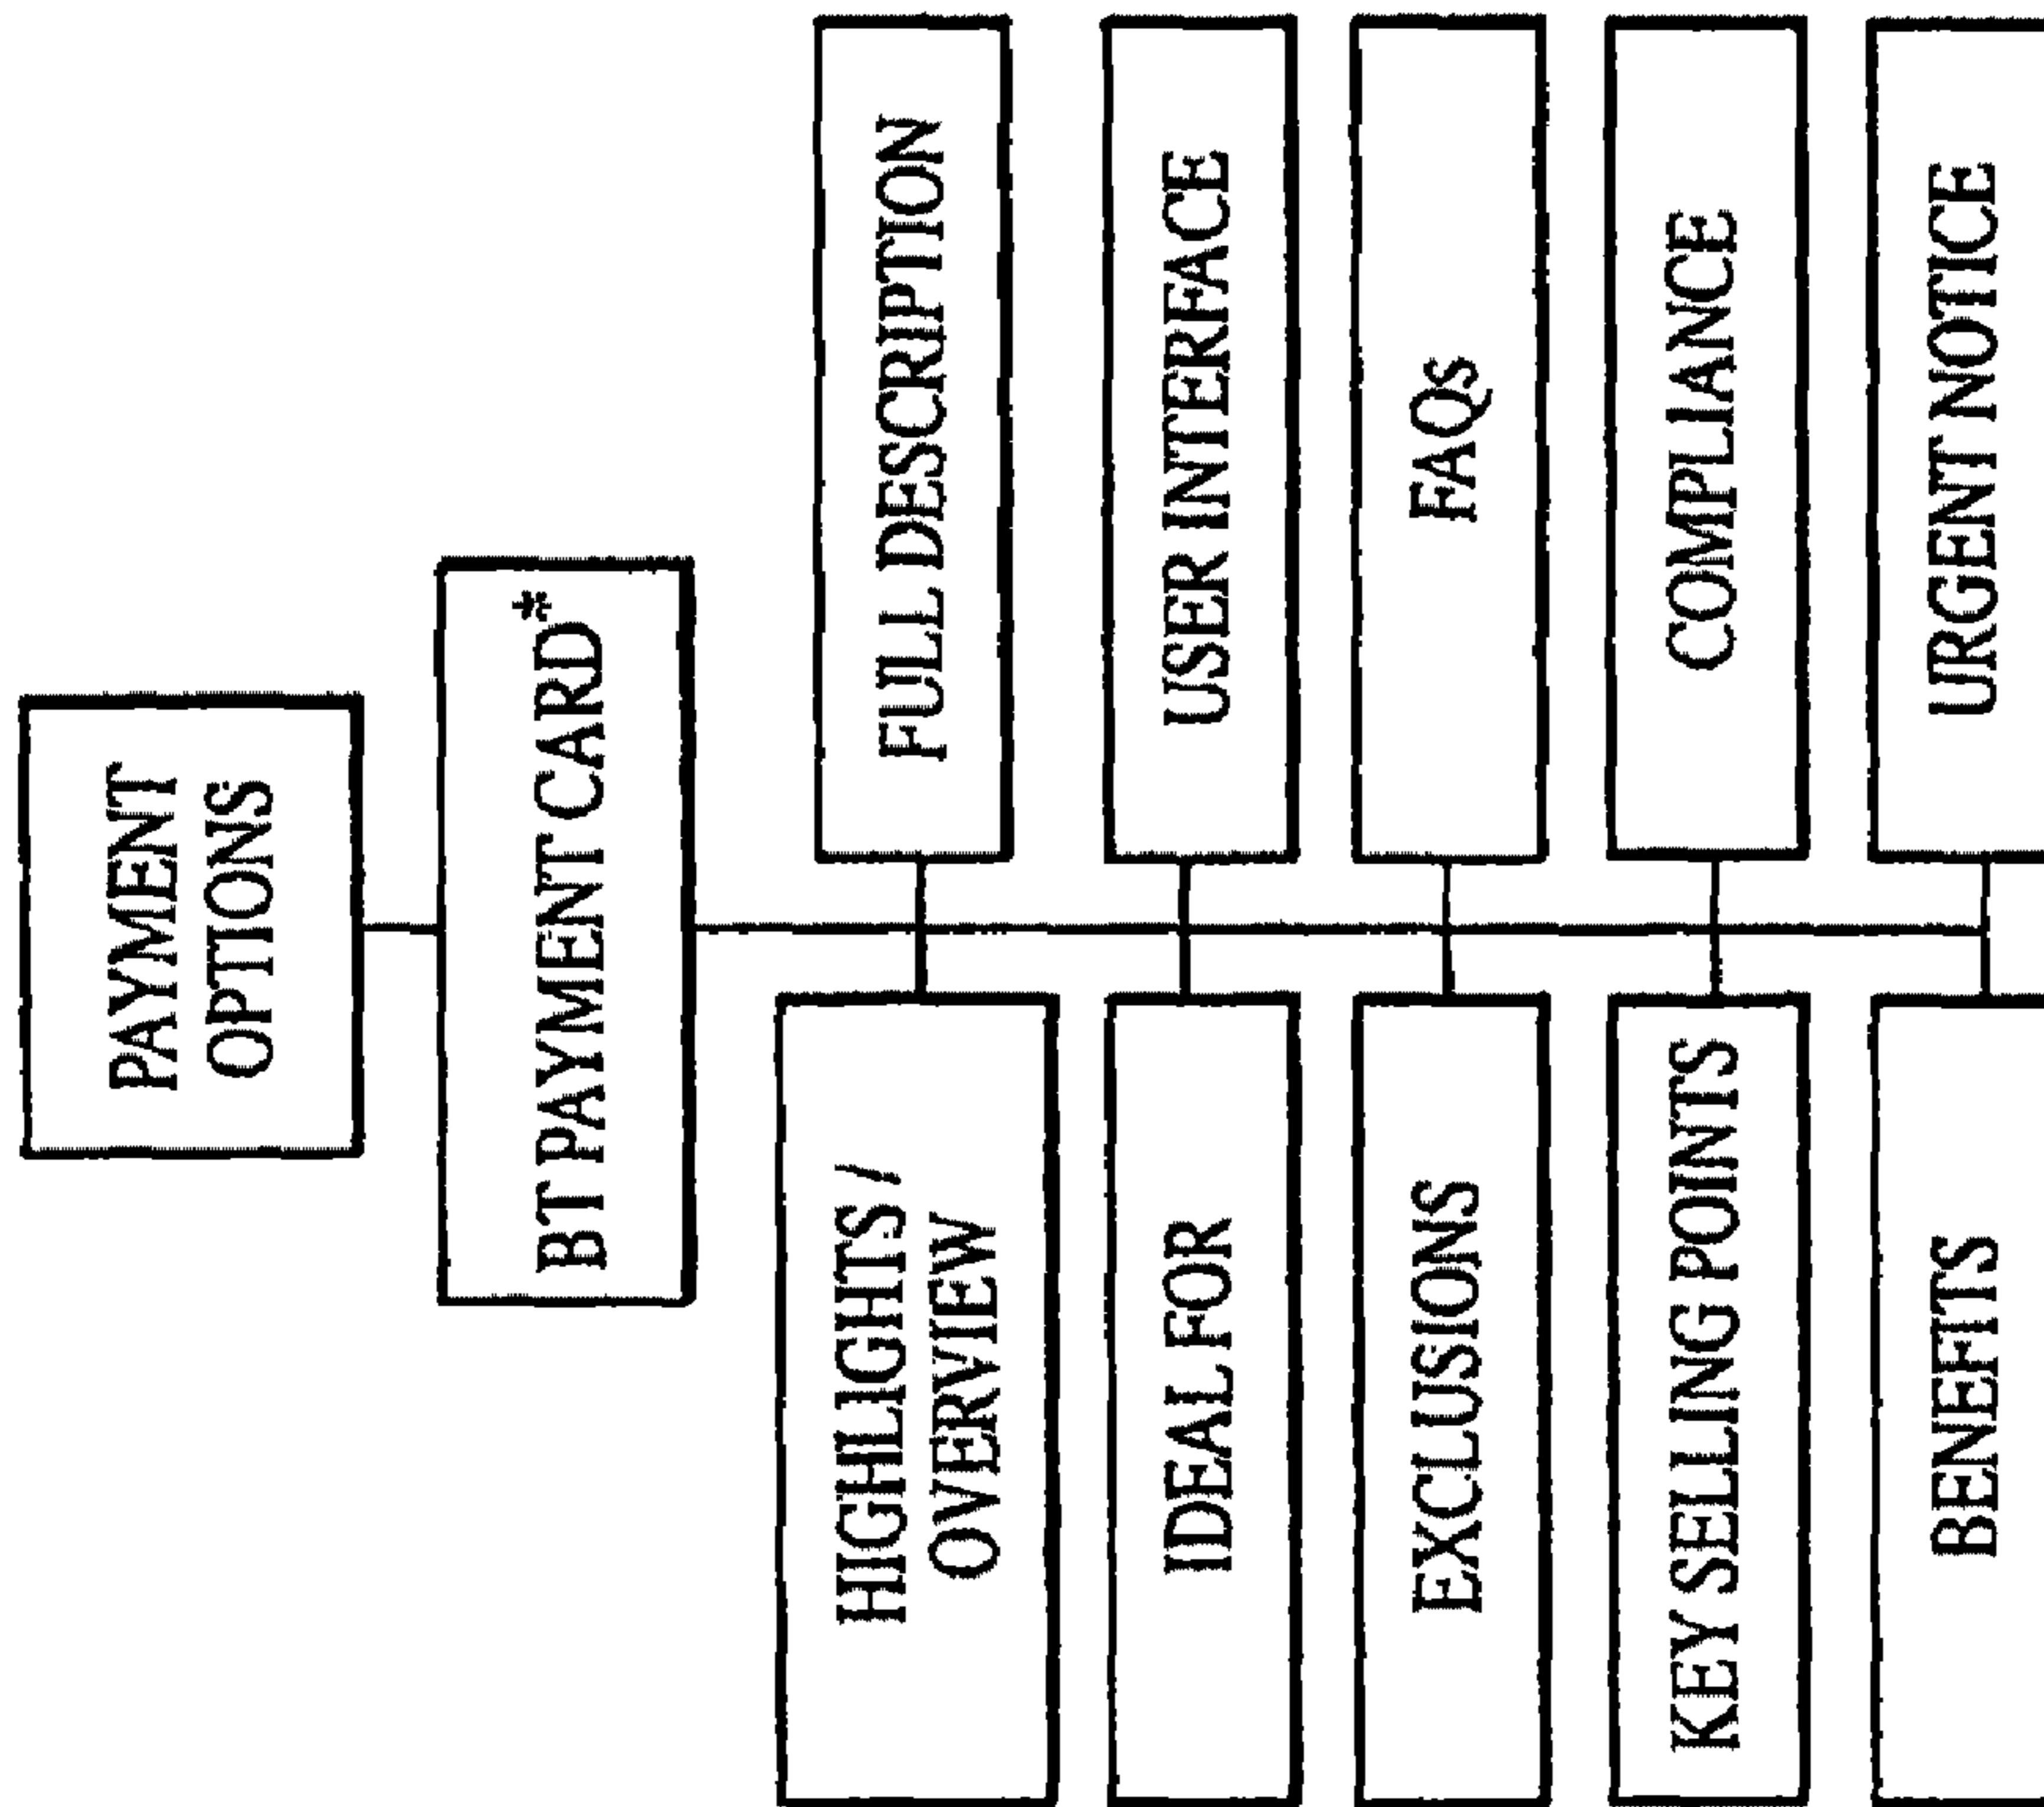 PAYMENT
OPTIONS
BT PAYMENT CARD*
HIGHLIGHTS /
OVERVIEW
FULL DESCRIPTION
IDEAL FOR
USER INTERFACE
EXCLUSIONS
FAQS
KEY SELLING POINTS
COMPLIANCE
BENEFITS
URGENT NOTICE